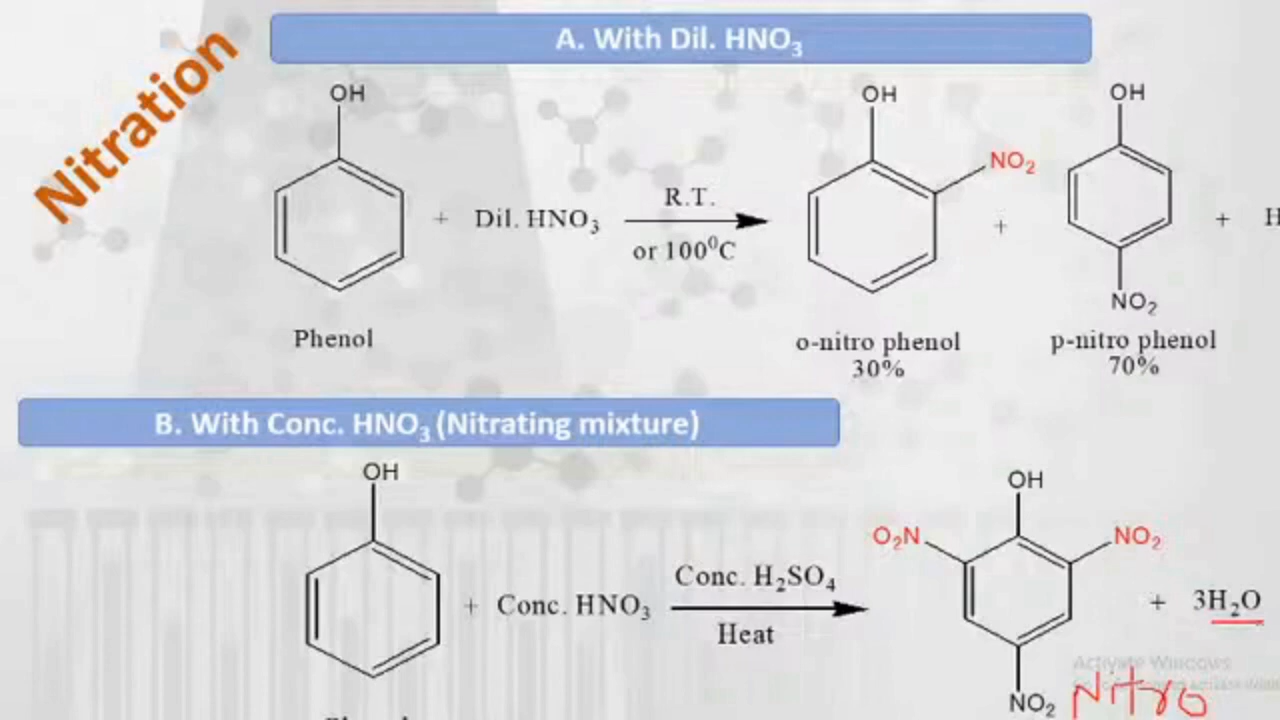 Nitration
A. With Dil. HNO₃
OH
OH
OH
NO₂
+ Dil. HNO₃
R.T.
or 100⁰C
+
+ H
NO₂
Phenol
o-nitro phenol
30%
p-nitro phenol
70%
B. With Conc. HNO₃ (Nitrating mixture)
OH
OH
O₂N
NO₂
+ Conc. HNO₃
Conc. H₂SO₄
Heat
+ 3H₂O
Activate Windows
NO₂
Nitro